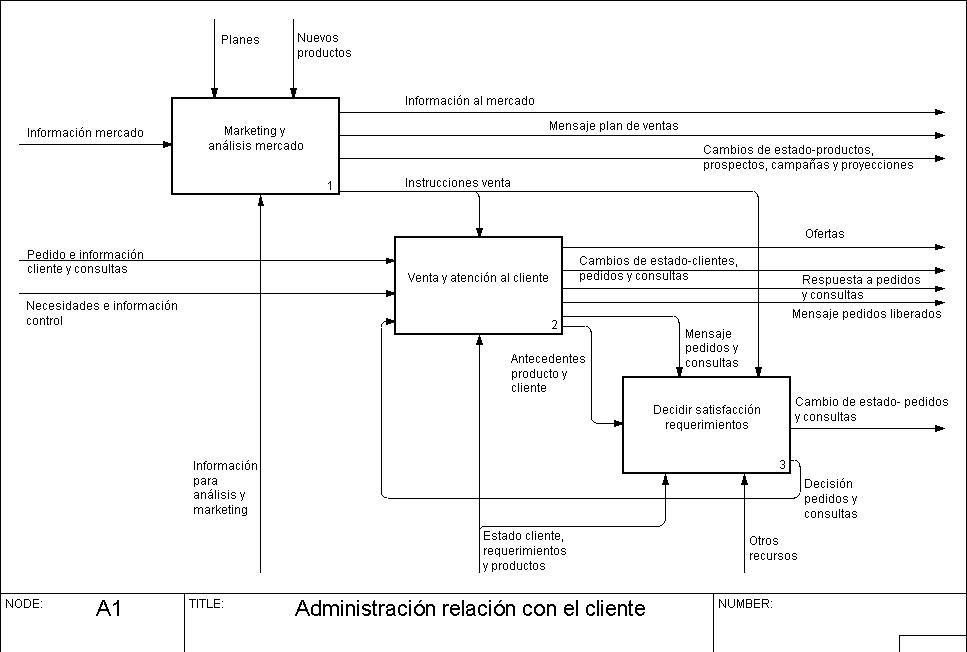 Planes
Nuevos
productos
Información mercado
Marketing y
análisis mercado
1
Información al mercado
Mensaje plan de ventas
Cambios de estado-productos,
prospectos, campañas y proyecciones
Instrucciones venta
Pedido e información
cliente y consultas
Necesidades e información
control
Venta y atención al cliente
2
Ofertas
Cambios de estado-clientes,
pedidos y consultas
Respuesta a pedidos
y consultas
Mensaje pedidos liberados
Mensaje
pedidos y
consultas
Antecedentes
producto y
cliente
Decidir satisfacción
requerimientos
3
Cambio de estado- pedidos
y consultas
Información
para
análisis y
marketing
Decisión
pedidos y
consultas
Estado cliente,
requerimientos
y productos
Otros
recursos
NODE:
A1
TITLE:
Administración relación con el cliente
NUMBER: